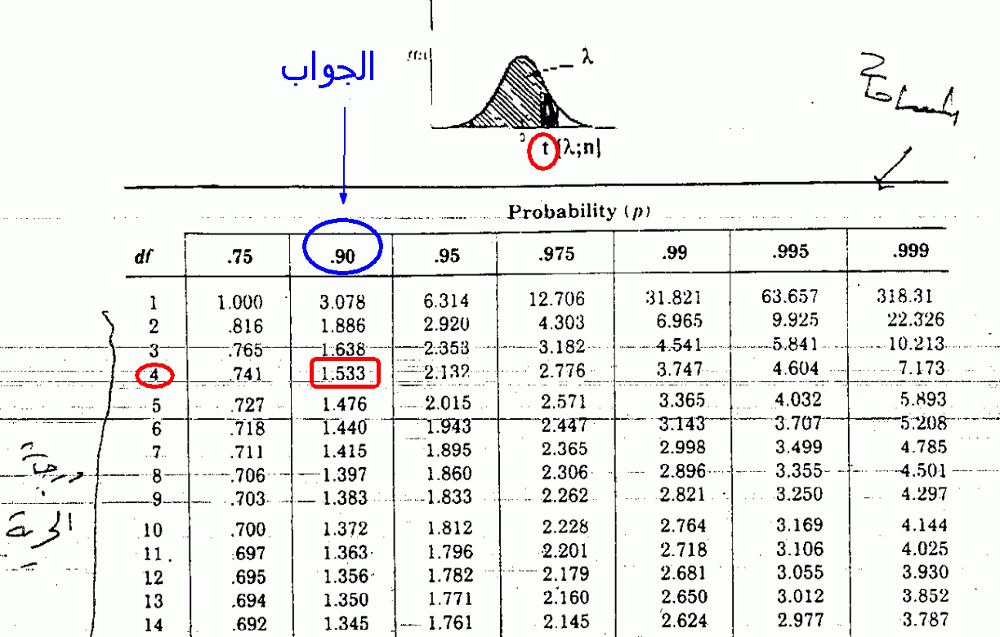 الجواب
λ
t [λ;n]
Probability (p)
df .75 .90 .95 .975 .99 .995 .999
1 1.000 3.078 6.314 12.706 31.821 63.657 318.31
2 .816 1.886 2.920 4.303 6.965 9.925 22.326
3 .765 1.638 2.353 3.182 4.541 5.841 10.213
4 .741 1.533 2.132 2.776 3.747 4.604 7.173
5 .727 1.476 2.015 2.571 3.365 4.032 5.893
6 .718 1.440 1.943 2.447 3.143 3.707 5.208
7 .711 1.415 1.895 2.365 2.998 3.499 4.785
8 .706 1.397 1.860 2.306 2.896 3.355 4.501
9 .703 1.383 1.833 2.262 2.821 3.250 4.297
10 .700 1.372 1.812 2.228 2.764 3.169 4.144
11 .697 1.363 1.796 2.201 2.718 3.106 4.025
12 .695 1.356 1.782 2.179 2.681 3.055 3.930
13 .694 1.350 1.771 2.160 2.650 3.012 3.852
14 .692 1.345 1.761 2.145 2.624 2.977 3.787
درجة